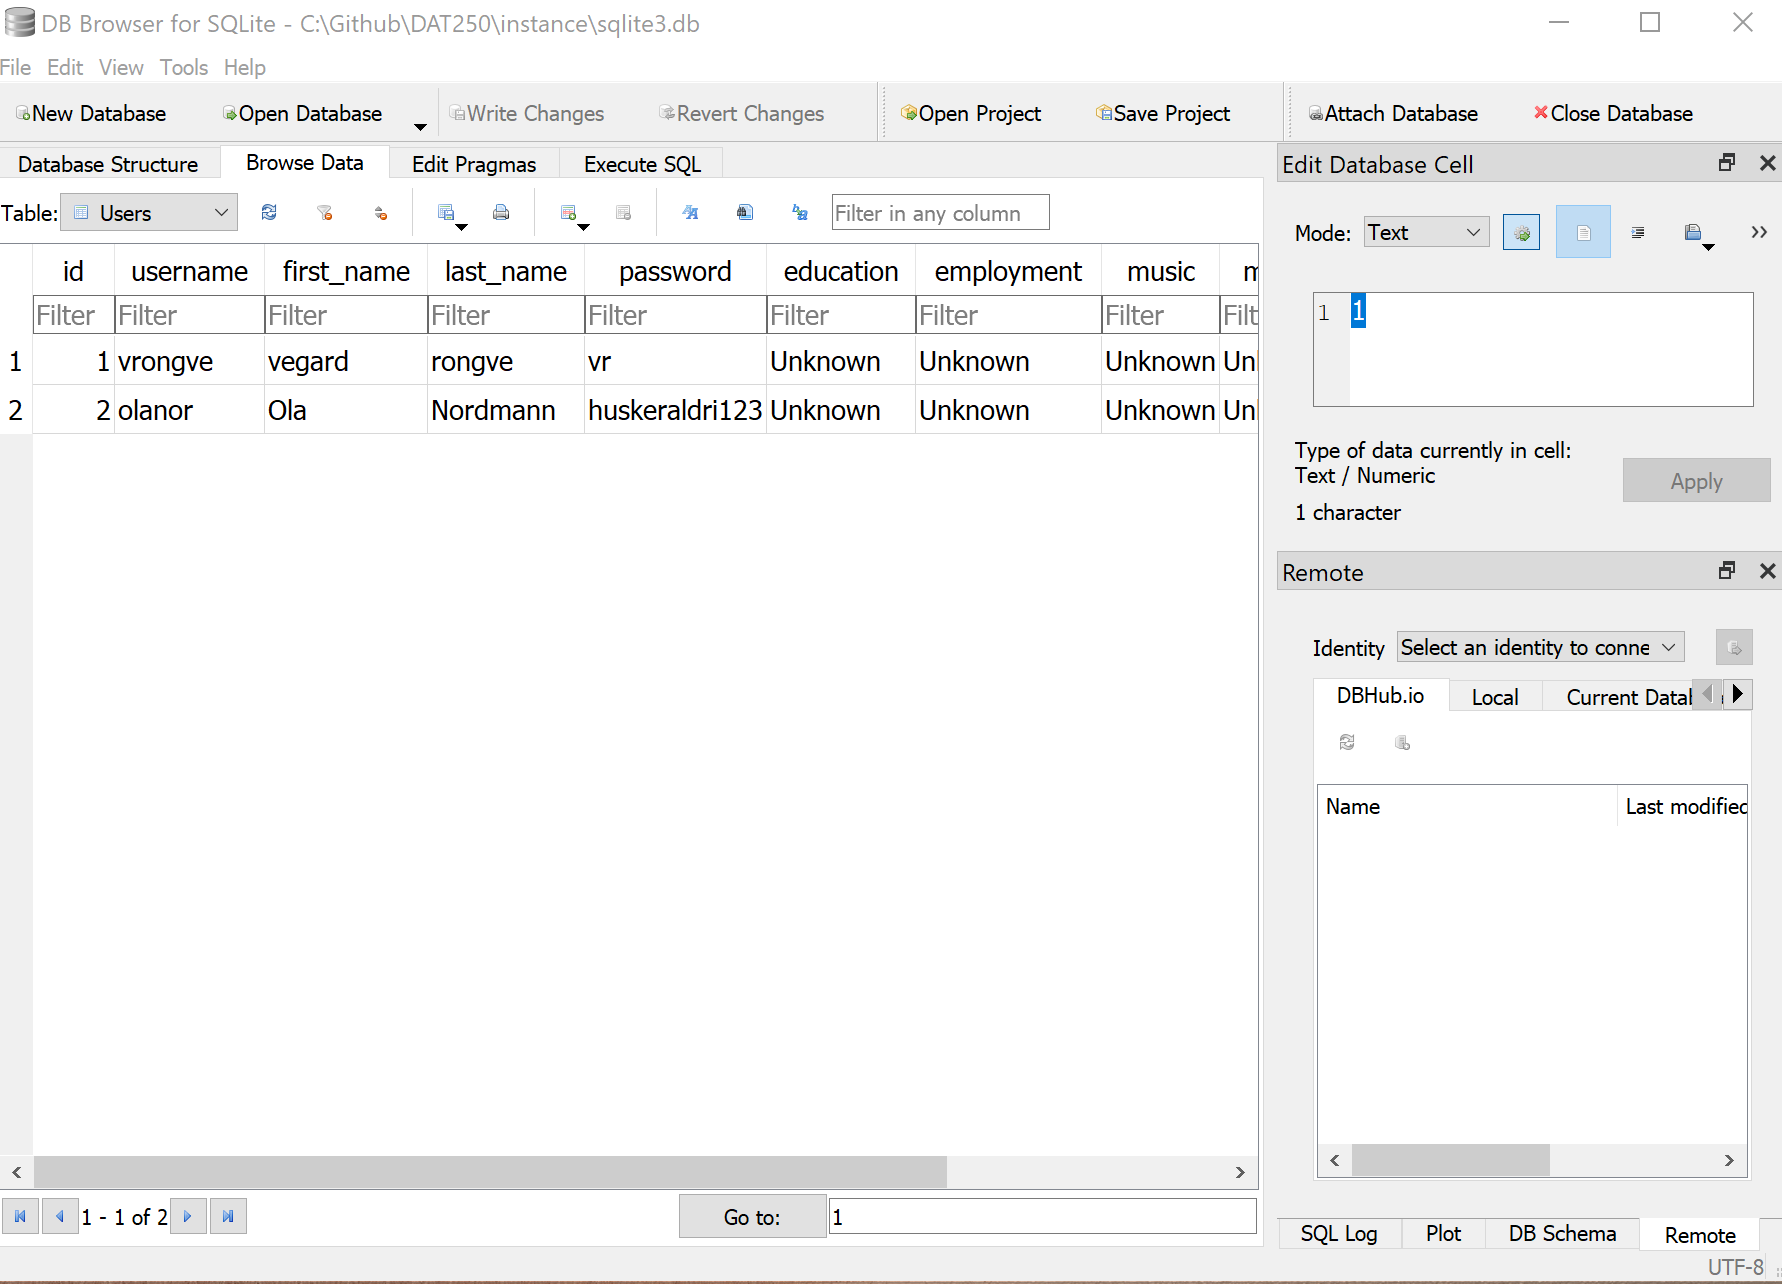 DB Browser for SQLite - C:\Github\DAT250\instance\sqlite3.db
File Edit View Tools Help
New Database Open Database Write Changes Revert Changes Open Project Save Project Attach Database Close Database
Database Structure Browse Data Edit Pragmas Execute SQL
Table: Users Filter in any column
id username first_name last_name password education employment music m
Filter Filter Filter Filter Filter Filter Filter Filter Filt
1 1 vrongve vegard rongve vr Unknown Unknown Unknown Un
2 2 olanor Ola Nordmann huskeraldri123 Unknown Unknown Unknown Un
1 - 1 of 2 Go to: 1
Edit Database Cell
Mode: Text
1 1
Type of data currently in cell:
Text / Numeric
1 character
Apply
Remote
Identity Select an identity to conne
DBHub.io Local Current Datab
Name Last modified
SQL Log Plot DB Schema Remote
UTF-8